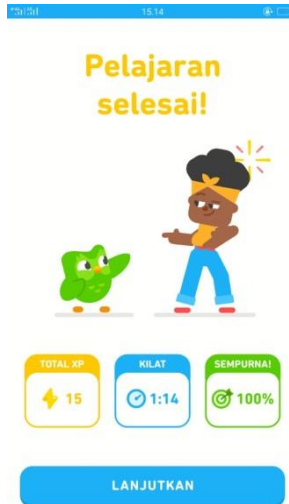 15.14
Pelajaran
selesai!
TOTAL XP
KILAT
SEMPURNA!
15
1:14
100%
LANJUTKAN